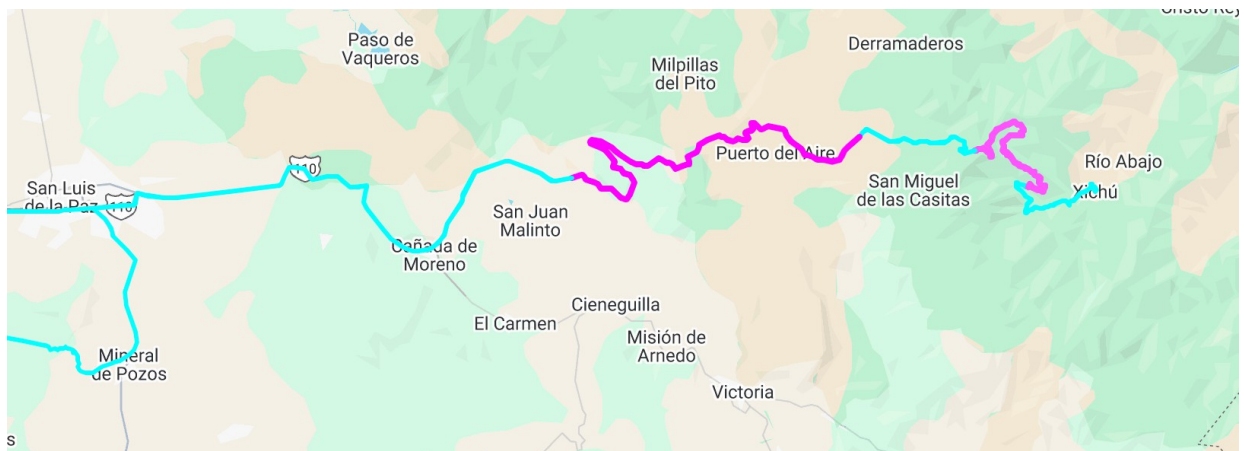 Cristo Rey
Paso de
Vaqueros
Derramaderos
Milpillas
del Pito
110
Puerto del Aire
Río Abajo
San Luis
de la Paz
110
San Miguel
de las Casitas
Xichú
San Juan
Malinto
Cañada de
Moreno
Cieneguilla
El Carmen
Misión de
Arnedo
Mineral
de Pozos
Victoria
s